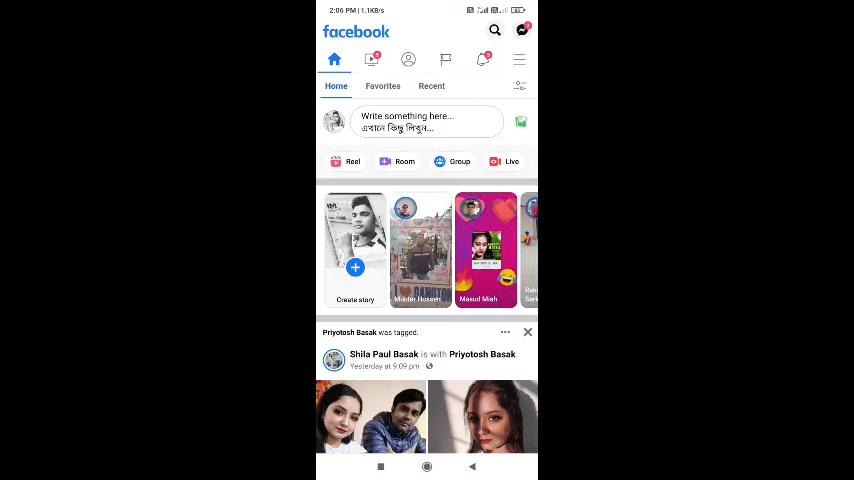 2:06 PM | 1.1KB/s
facebook
Home Favorites Recent
Write something here...
এখানে কিছু লিখুন...
Reel Room Group Live
Create story
Muktar Hossen
Masud Miah
Priyotosh Basak was tagged.
Shila Paul Basak is with Priyotosh Basak.
Yesterday at 9:09 pm